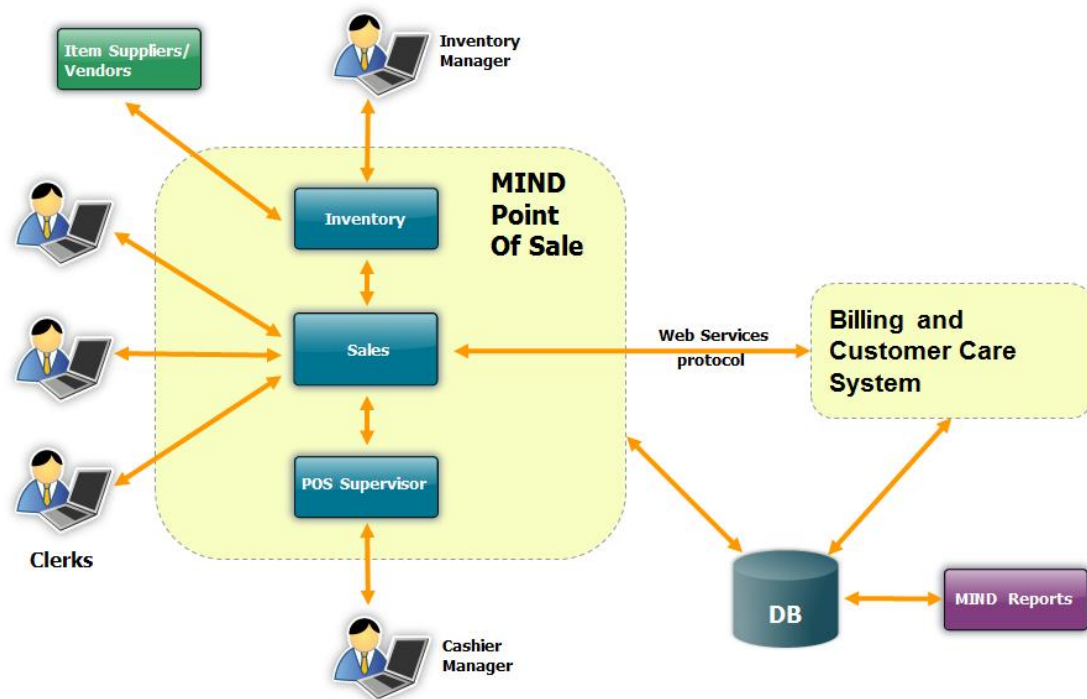 Item Suppliers/
Vendors
Inventory
Manager
MIND
Point
Of Sale
Inventory
Sales
Web Services
protocol
Billing and
Customer Care
System
POS Supervisor
Clerks
DB
MIND Reports
Cashier
Manager